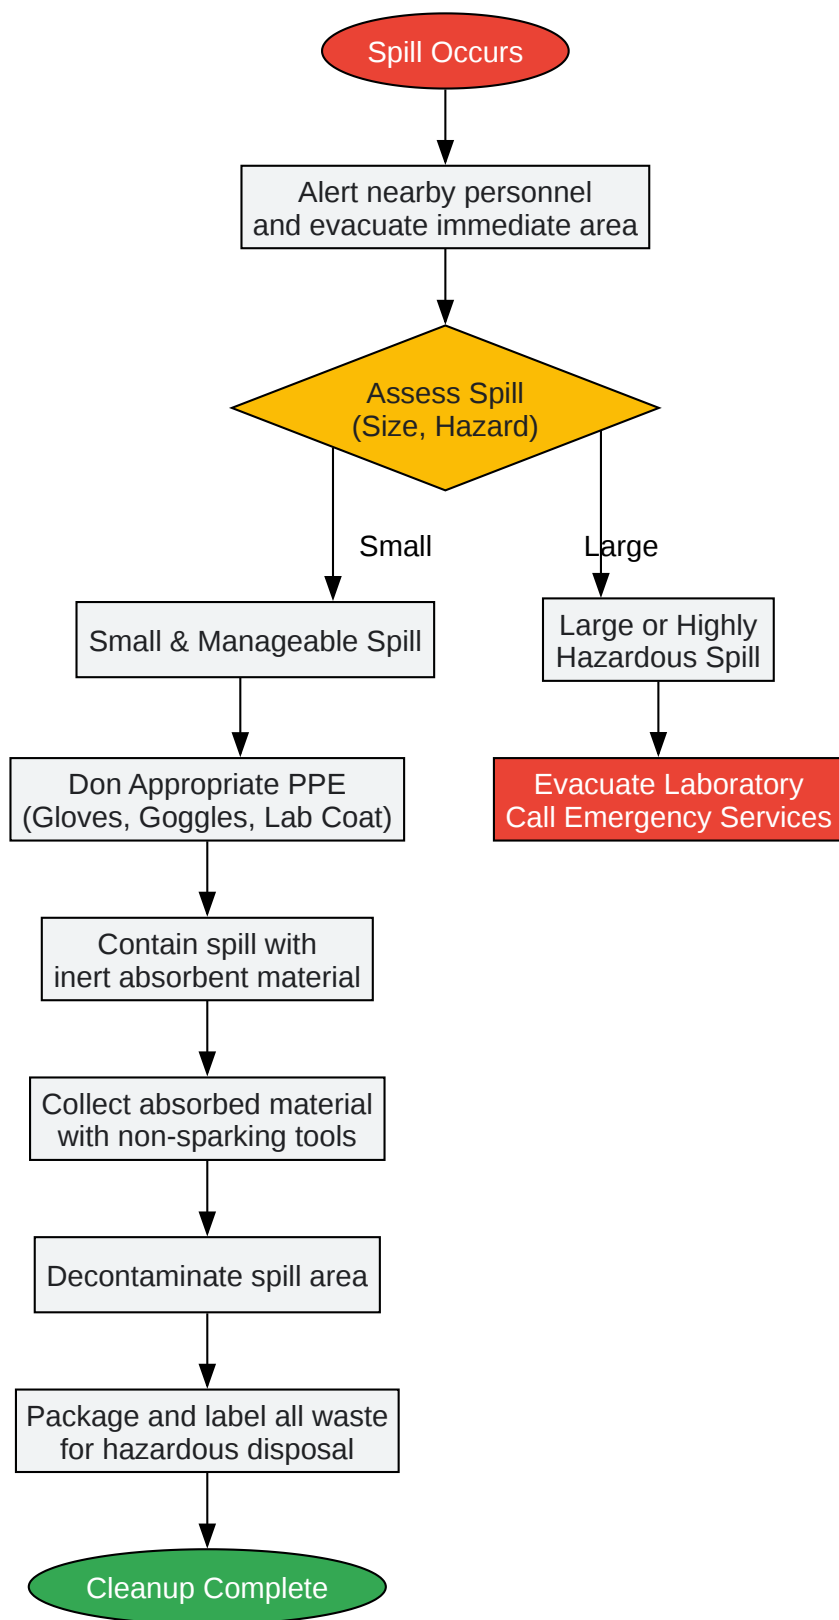 Spill Occurs
Alert nearby personnel
and evacuate immediate area
Assess Spill
(Size, Hazard)
Small
Large
Small & Manageable Spill
Large or Highly
Hazardous Spill
Don Appropriate PPE
(Gloves, Goggles, Lab Coat)
Evacuate Laboratory
Call Emergency Services
Contain spill with
inert absorbent material
Collect absorbed material
with non-sparking tools
Decontaminate spill area
Package and label all waste
for hazardous disposal
Cleanup Complete